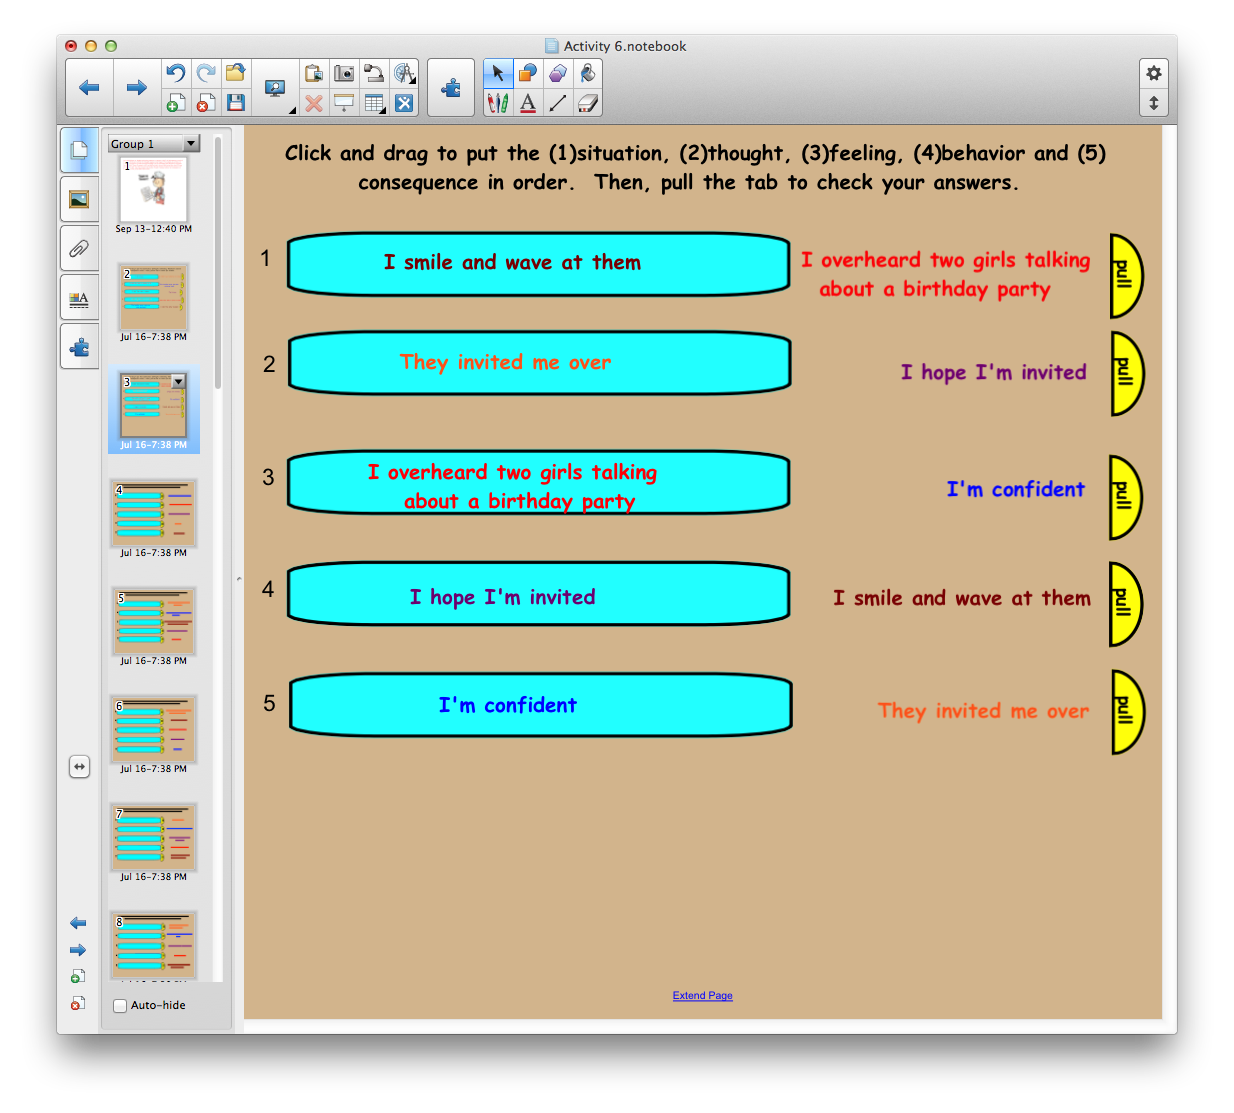 Activity 6.notebook
Group 1
1
Sep 13-12:40 PM
2
Jul 16-7:38 PM
3
Jul 16-7:38 PM
4
Jul 16-7:38 PM
5
Jul 16-7:38 PM
6
Jul 16-7:38 PM
7
Jul 16-7:38 PM
8
Auto-hide
Click and drag to put the (1)situation, (2)thought, (3)feeling, (4)behavior and (5)
consequence in order. Then, pull the tab to check your answers.
1
I smile and wave at them
I overheard two girls talking
about a birthday party
pull
2
They invited me over
I hope I'm invited
pull
3
I overheard two girls talking
about a birthday party
I'm confident
pull
4
I hope I'm invited
I smile and wave at them
pull
5
I'm confident
They invited me over
pull
Extend Page